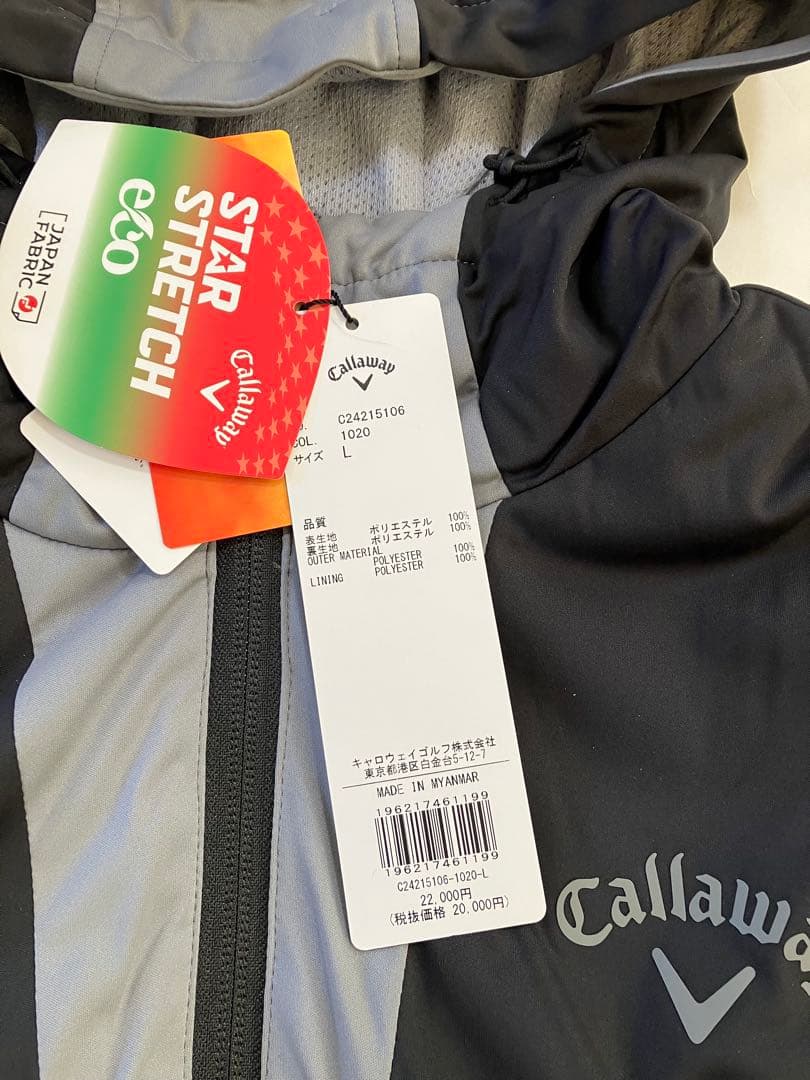 STAR
STRETCH
eco
[JAPAN
FABRIC]
Callaway
Callaway
C24215106
COL. 1020
サイズ L
品質
表生地 ポリエステル 100%
裏生地 ポリエステル 100%
OUTER MATERIAL
POLYESTER 100%
LINING POLYESTER 100%
キャロウェイゴルフ株式会社
東京都港区白金台5-12-7
MADE IN MYANMAR
196217461199
196217461199
C24215106-1020-L
22,000円
(税抜価格 20,000円)
Callaway